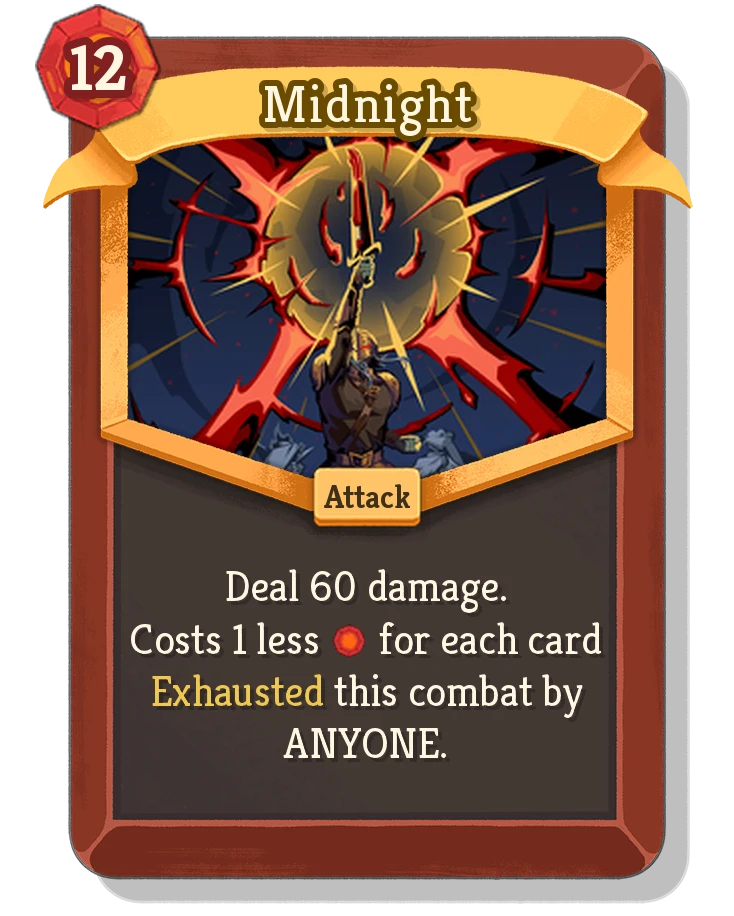 12
Midnight
Attack
Deal 60 damage.
Costs 1 less for each card
Exhausted this combat by
ANYONE.